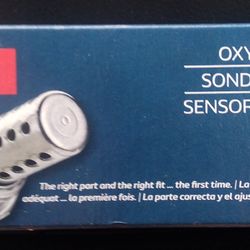 OXY
SOND
SENSOR
The right part and the right fit ... the first time. | La
adéquat ... la première fois. | La parte correcta y el ajus